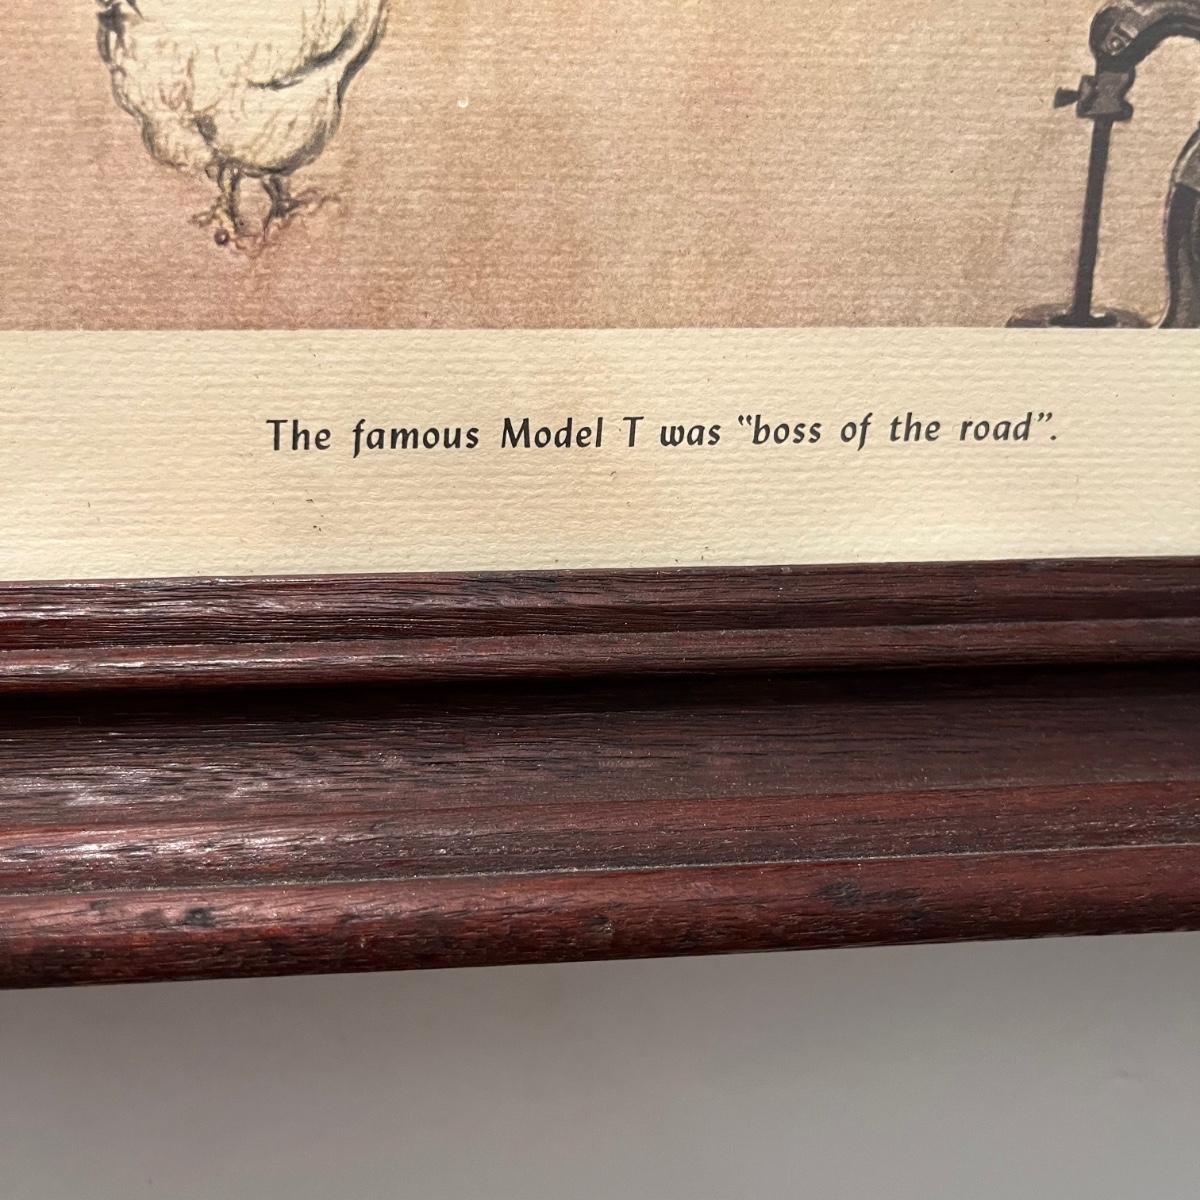 The famous Model T was “boss of the road”.